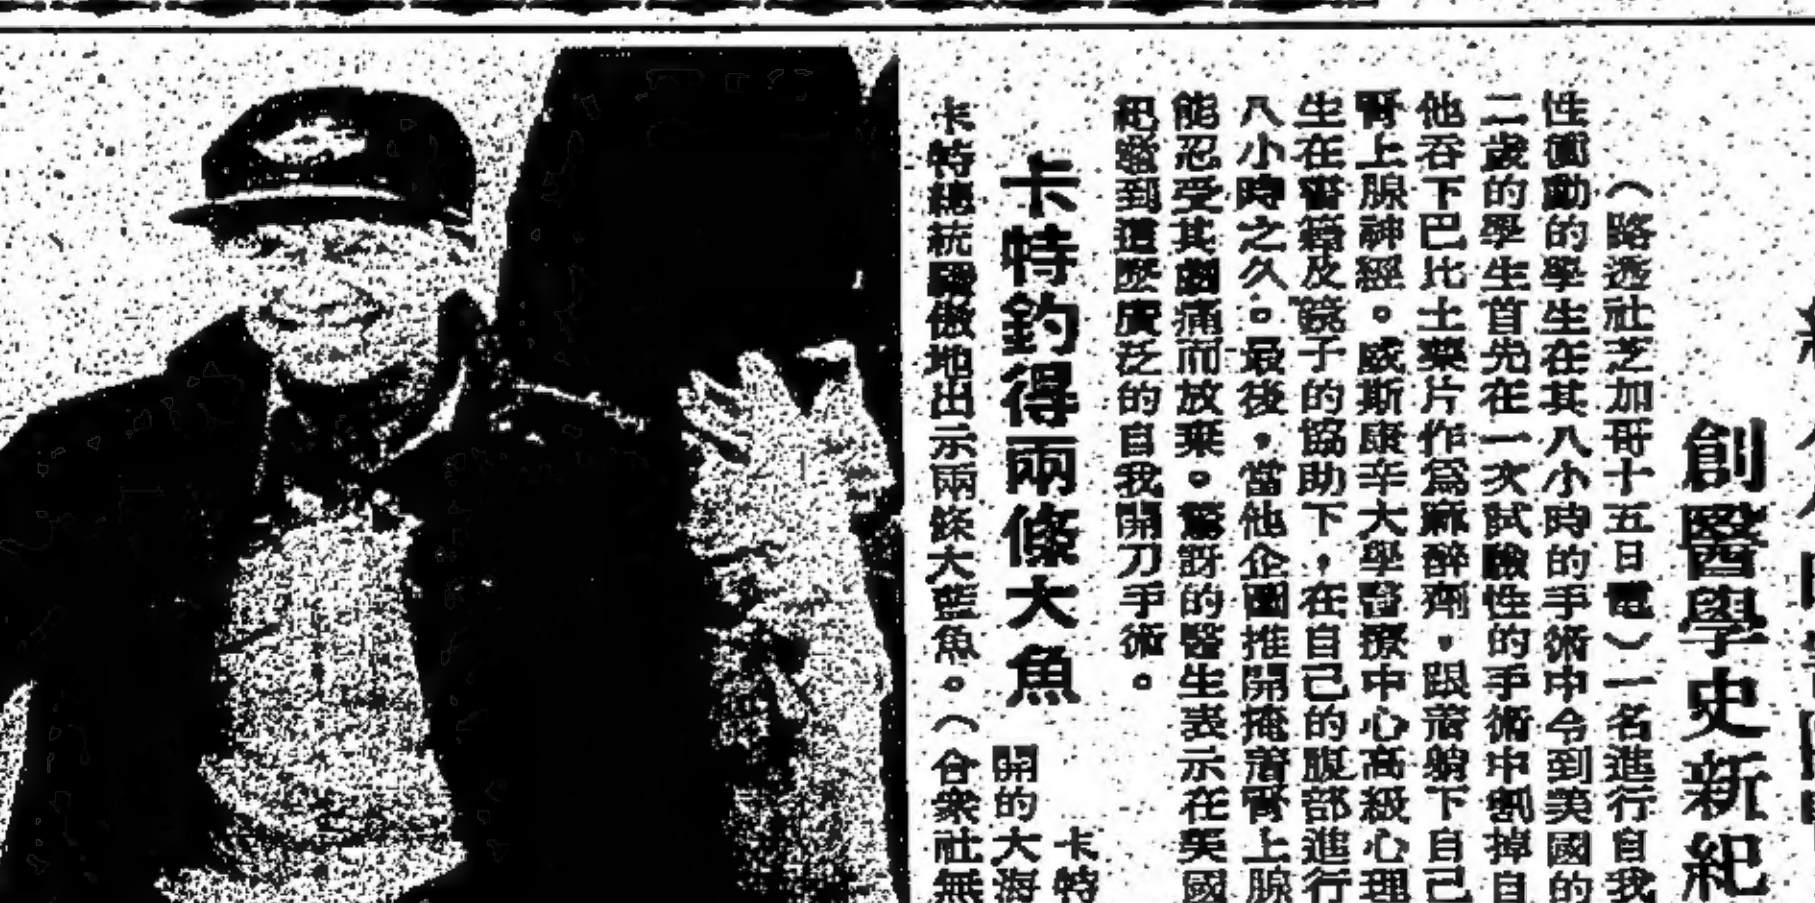 創醫學史新紀
（路透社芝加哥十五日電）一名進行自我
性衝動的學生在其八小時的手術中令到美國的
二歲的學生首先在一次試驗性的手術中割掉自
他吞下巴比土藥片作為麻醉劑，跟着躺下自己
腎上腺神經。威斯康辛大學醫療中心高級心理
生在書籍及鏡子的協助下，在自己的腹部進行
八小時之久。最後，當他企圖推開掩着腎上腺
能忍受其劇痛而放棄。驚訝的醫生表示在英國
紀錄到這麼廣泛的自我開刀手術。
卡特釣得兩條大魚
卡特
開的大海
卡特總統驕傲地出示兩條大藍魚。（合衆社無